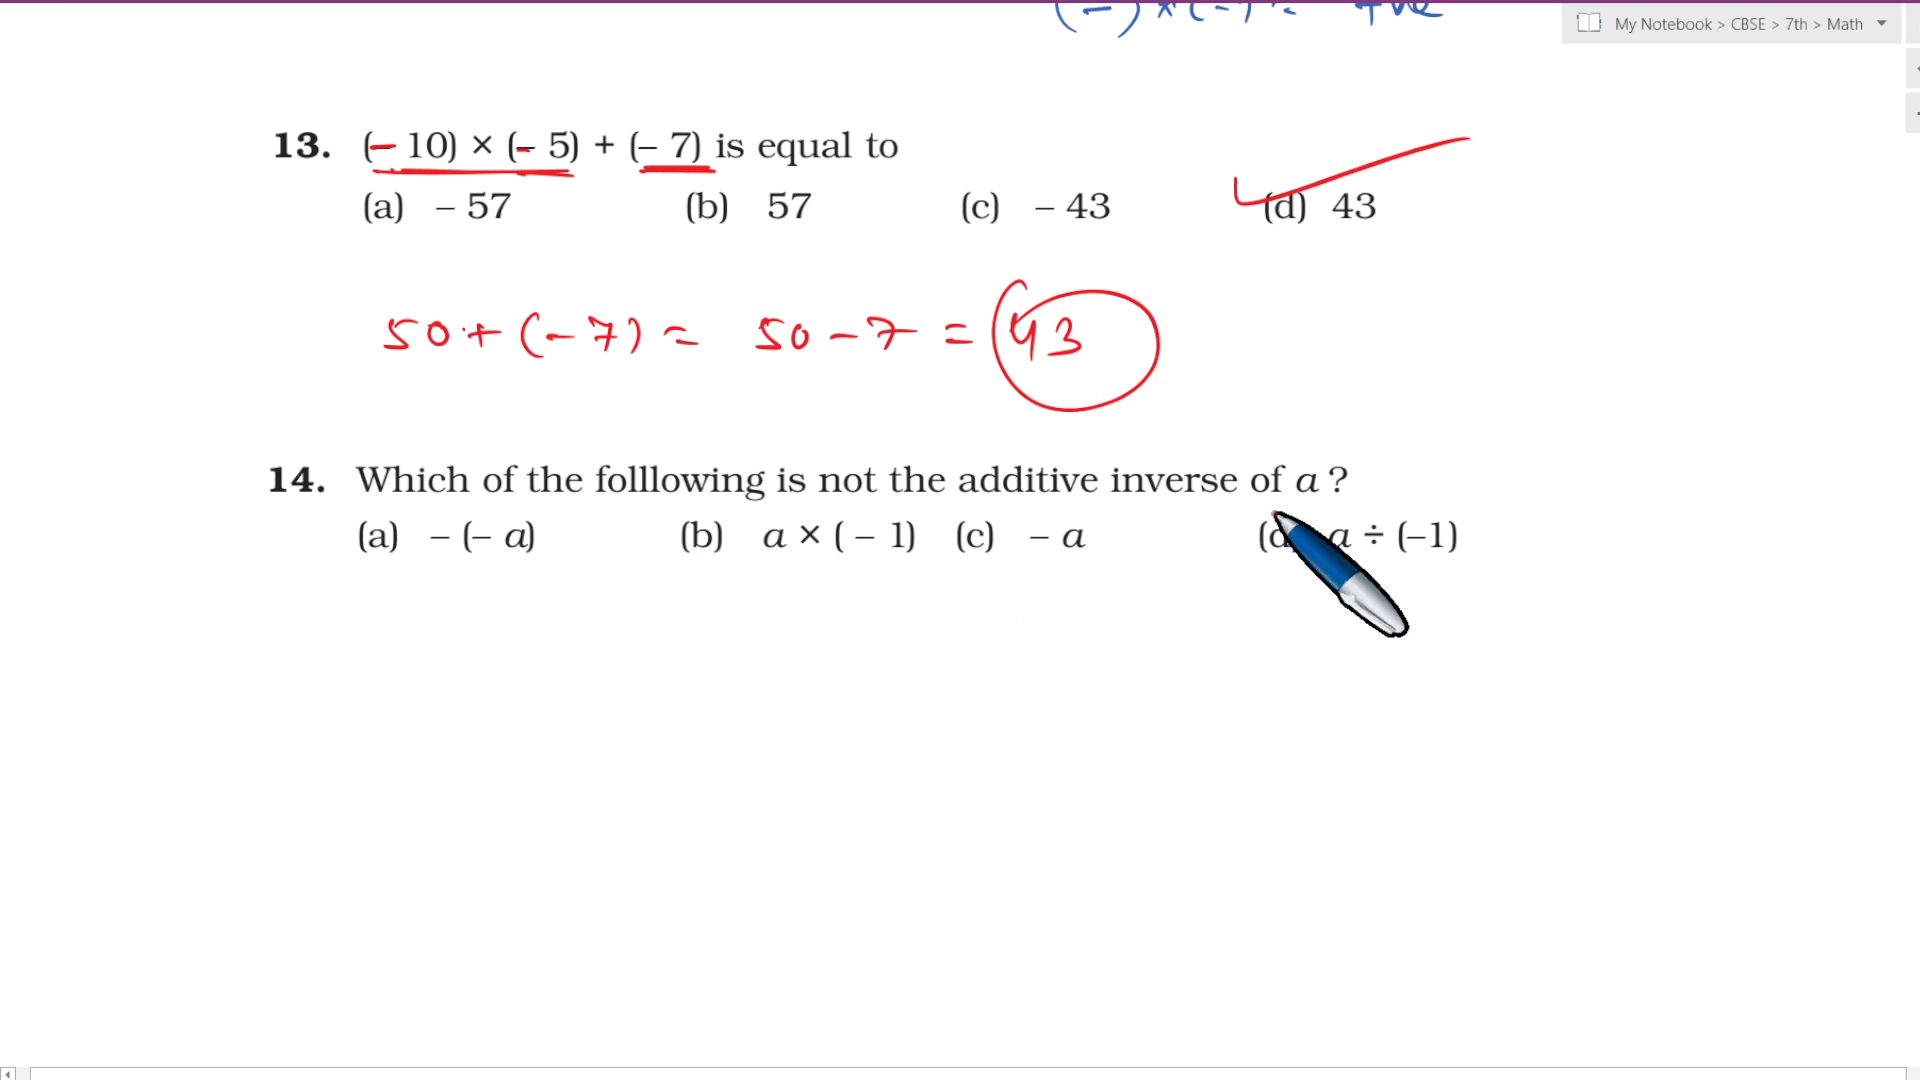 (-) × (-) = +ve
My Notebook > CBSE > 7th > Math
13. (– 10) × (– 5) + (– 7) is equal to
(a) – 57 (b) 57 (c) – 43 (d) 43
50 + (-7) = 50 - 7 = 43
14. Which of the folllowing is not the additive inverse of a ?
(a) – (– a) (b) a × ( – 1) (c) – a (d) a ÷ (–1)